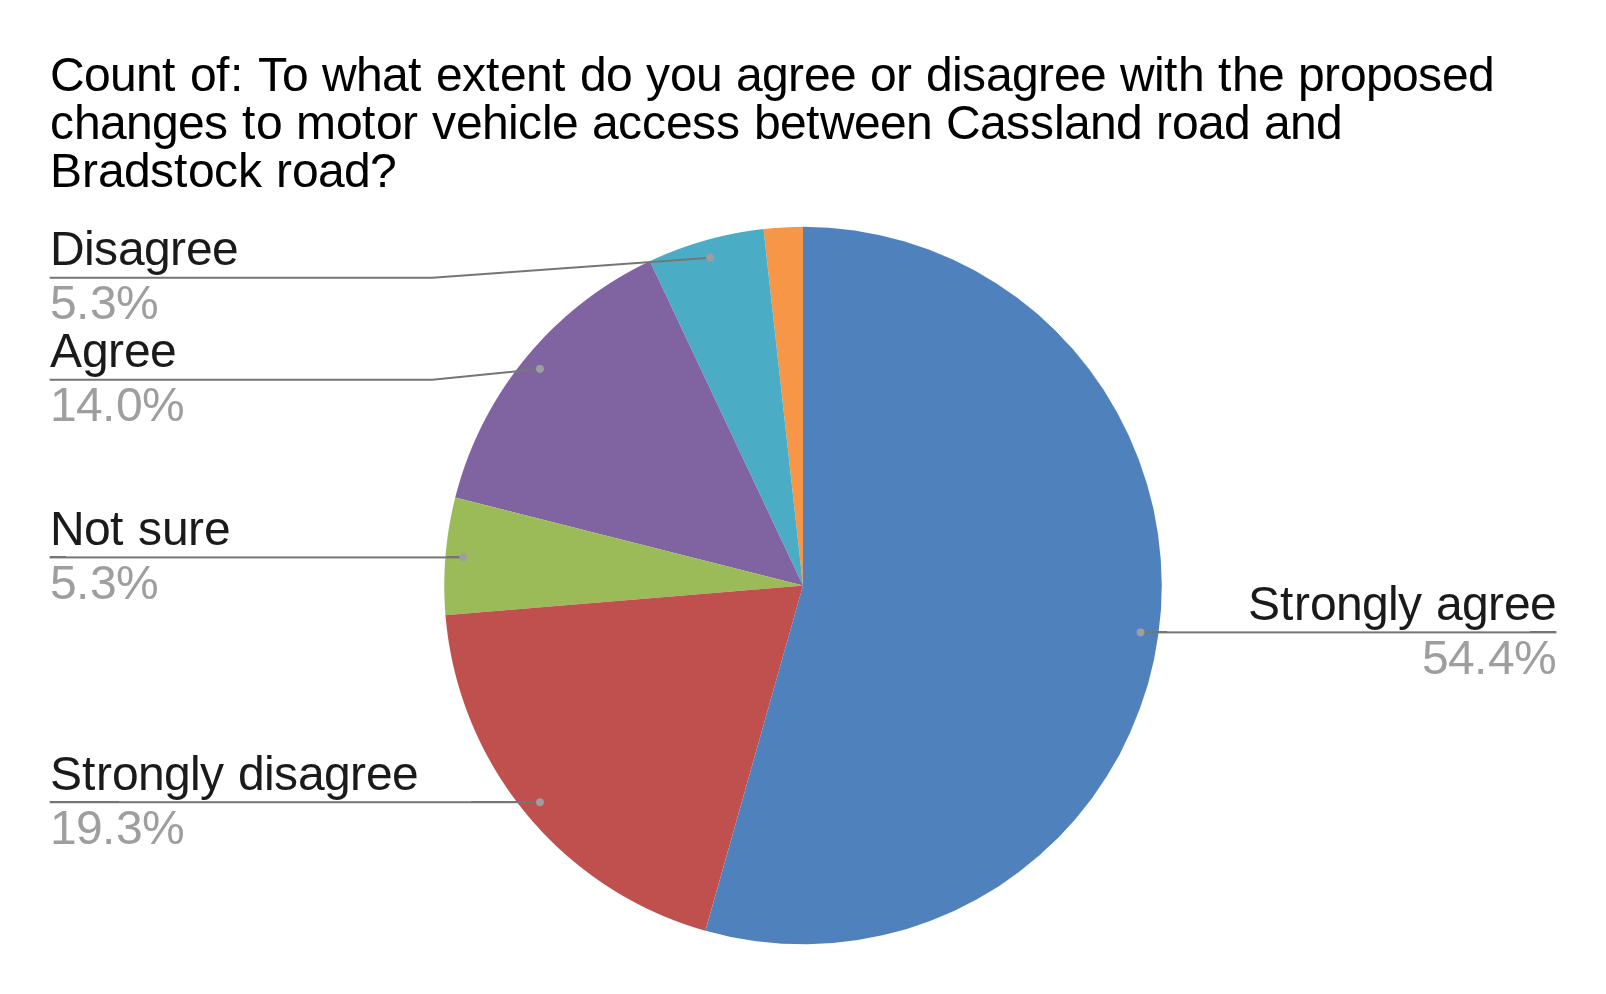 Count of: To what extent do you agree or disagree with the proposed
changes to motor vehicle access between Cassland road and
Bradstock road?
Disagree
5.3%
Agree
14.0%
Not sure
5.3%
Strongly agree
54.4%
Strongly disagree
19.3%